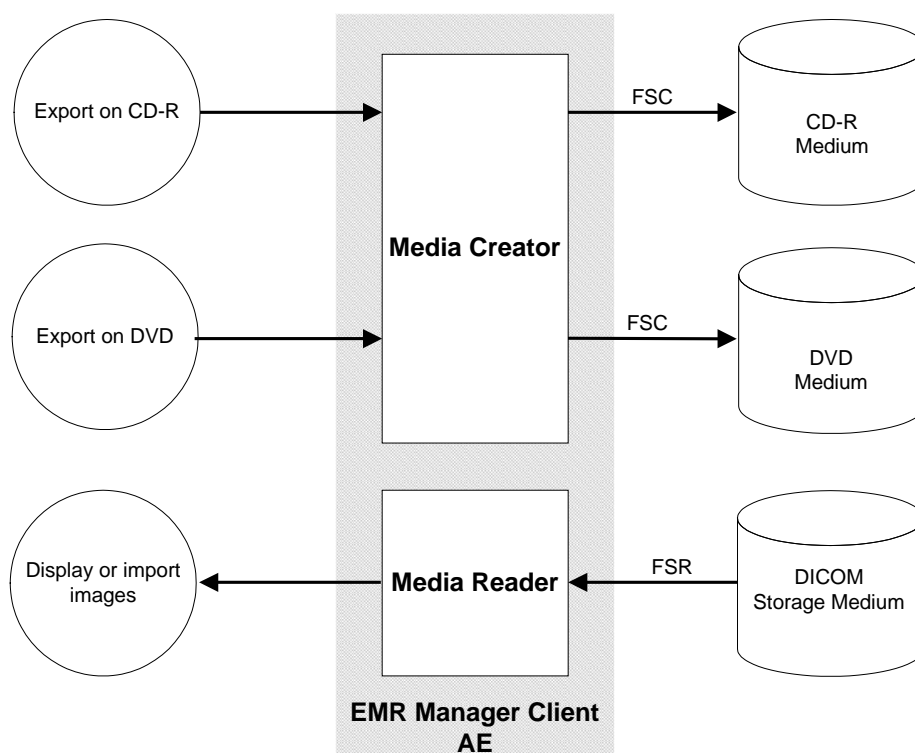 Export on CD-R
FSC
CD-R
Medium
Media Creator
Export on DVD
FSC
DVD
Medium
Display or import
images
Media Reader
FSR
DICOM
Storage Medium
EMR Manager Client
AE